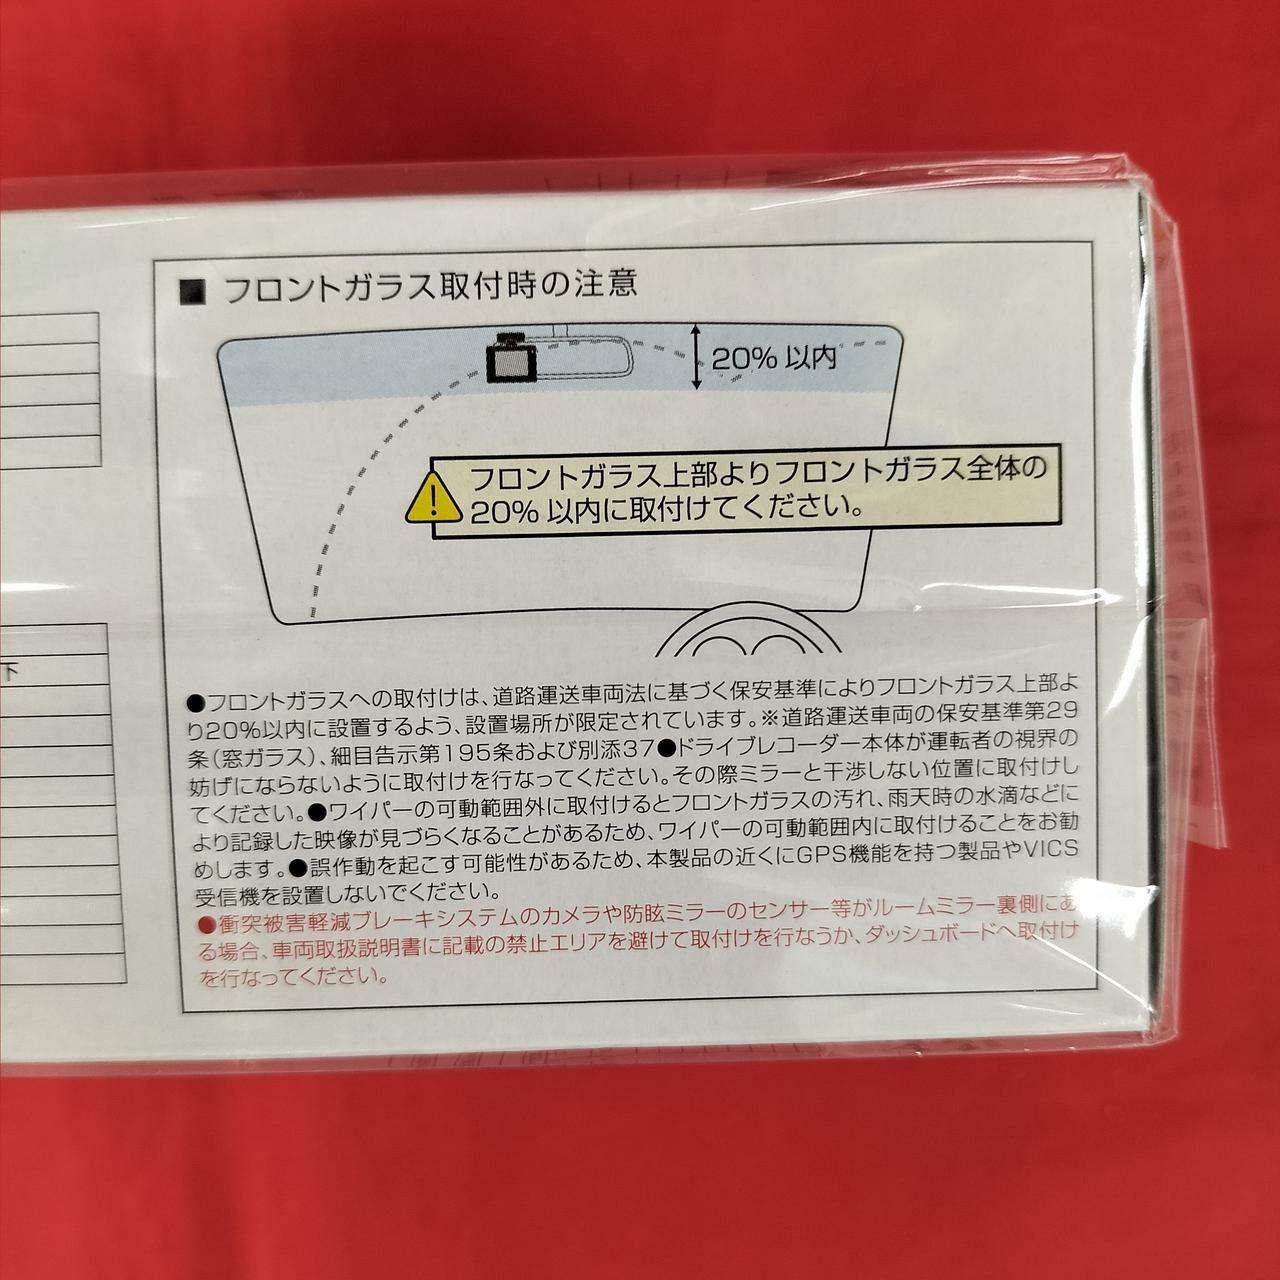 ■ フロントガラス取付時の注意
20% 以内
フロントガラス上部よりフロントガラス全体の
20% 以内に取付けてください。
下
●フロントガラスへの取付けは、道路運送車両法に基づく保安基準によりフロントガラス上部よ
り20%以内に設置するよう、設置場所が限定されています。※道路運送車両の保安基準第29
条(窓ガラス)、細目告示第195条および別添37●ドライブレコーダー本体が運転者の視界の
妨げにならないように取付けを行なってください。その際ミラーと干渉しない位置に取付けし
てください。●ワイパーの可動範囲外に取付けるとフロントガラスの汚れ、雨天時の水滴などに
より記録した映像が見づらくなることがあるため、ワイパーの可動範囲内に取付けることをお勧
めします。●誤作動を起こす可能性があるため、本製品の近くにGPS機能を持つ製品やVICS
受信機を設置しないでください。
●衝突被害軽減ブレーキシステムのカメラや防眩ミラーのセンサー等がルームミラー裏側にあ
る場合、車両取扱説明書に記載の禁止エリアを避けて取付けを行なうか、ダッシュボードへ取付け
を行なってください。